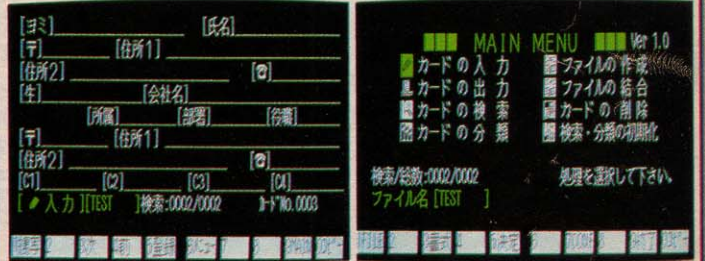 [ヨミ] [氏名]
[〒] [住所1]
[住所2] [☎]
[生] [会社名]
[所属] [部署] [役職]
[〒] [住所1]
[住所2] [☎]
[C1] [C2] [C3] [C4]
[入力][TEST ]検索:0002/0002 ｶｰﾄﾞNo.0003
MAIN MENU Ver 1.0
カードの入力 ファイルの作成
カードの出力 ファイルの結合
カードの検索 カードの削除
カードの分類 検索・分類の初期化
検索/総数:0002/0002 処理を選択して下さい.
ファイル名 [TEST ]